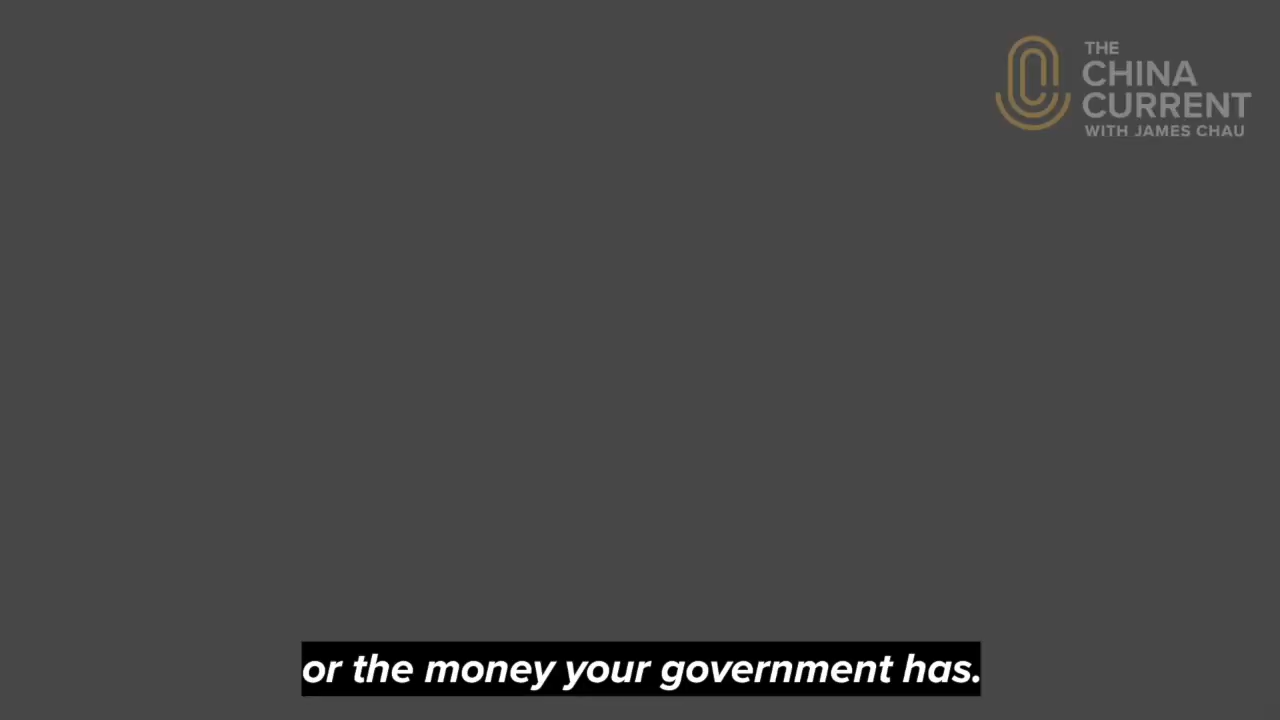 THE
CHINA
CURRENT
WITH JAMES CHAU
or the money your government has.